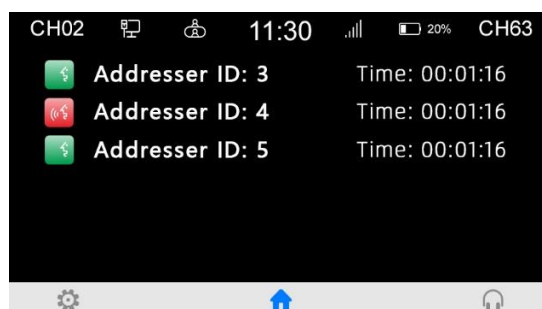 CH02 11:30 20% CH63
Addresser ID: 3 Time: 00:01:16
Addresser ID: 4 Time: 00:01:16
Addresser ID: 5 Time: 00:01:16